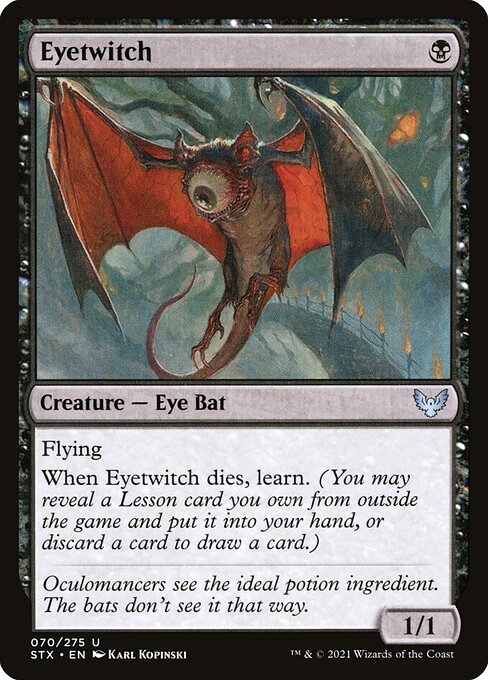 Eyetwitch
Creature — Eye Bat
Flying
When Eyetwitch dies, learn. (You may
reveal a Lesson card you own from outside
the game and put it into your hand, or
discard a card to draw a card.)
Oculomancers see the ideal potion ingredient.
The bats don't see it that way.
1/1
070/275 U
STX • EN Karl Kopinski
™ & © 2021 Wizards of the Coast